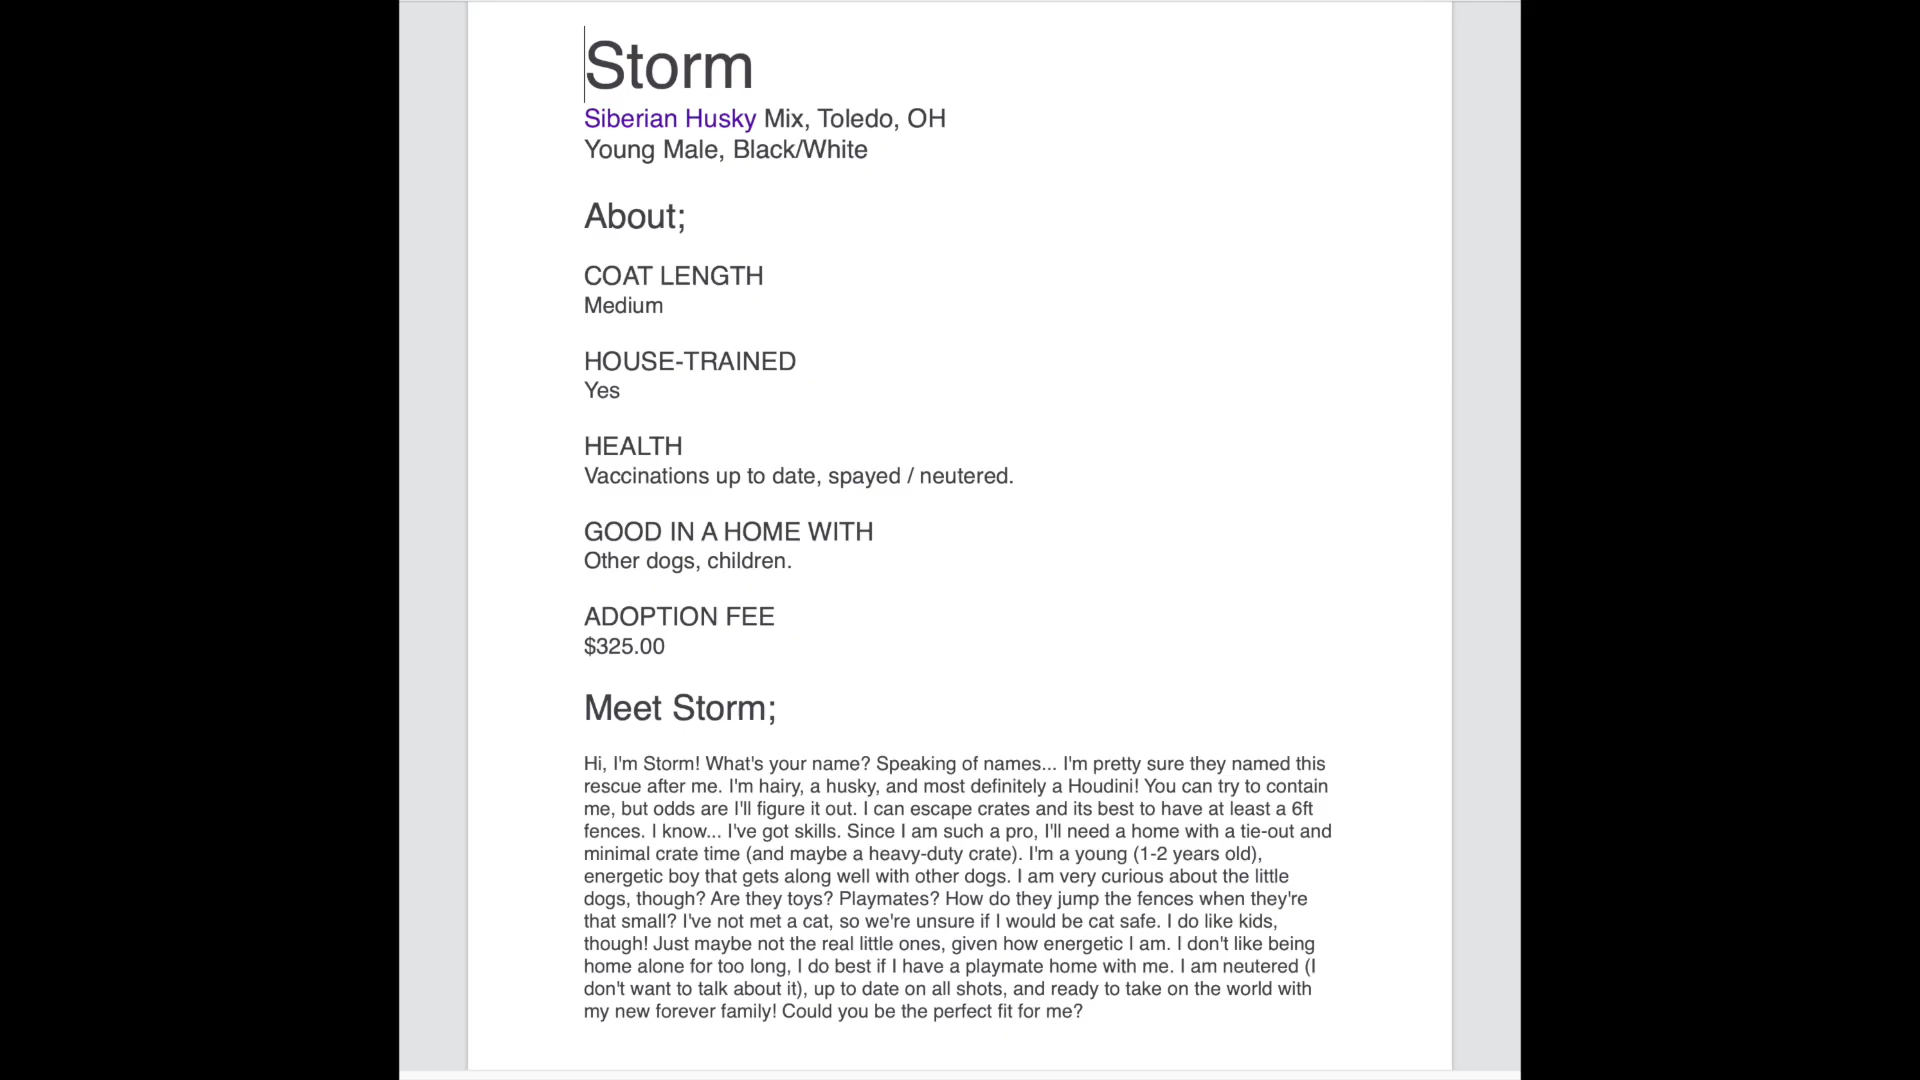 Storm
Siberian Husky Mix, Toledo, OH
Young Male, Black/White
About;
COAT LENGTH
Medium
HOUSE-TRAINED
Yes
HEALTH
Vaccinations up to date, spayed / neutered.
GOOD IN A HOME WITH
Other dogs, children.
ADOPTION FEE
$325.00
Meet Storm;
Hi, I'm Storm! What's your name? Speaking of names... I'm pretty sure they named this
rescue after me. I'm hairy, a husky, and most definitely a Houdini! You can try to contain
me, but odds are I'll figure it out. I can escape crates and its best to have at least a 6ft
fences. I know... I've got skills. Since I am such a pro, I'll need a home with a tie-out and
minimal crate time (and maybe a heavy-duty crate). I'm a young (1-2 years old),
energetic boy that gets along well with other dogs. I am very curious about the little
dogs, though? Are they toys? Playmates? How do they jump the fences when they're
that small? I've not met a cat, so we're unsure if I would be cat safe. I do like kids,
though! Just maybe not the real little ones, given how energetic I am. I don't like being
home alone for too long, I do best if I have a playmate home with me. I am neutered (I
don't want to talk about it), up to date on all shots, and ready to take on the world with
my new forever family! Could you be the perfect fit for me?